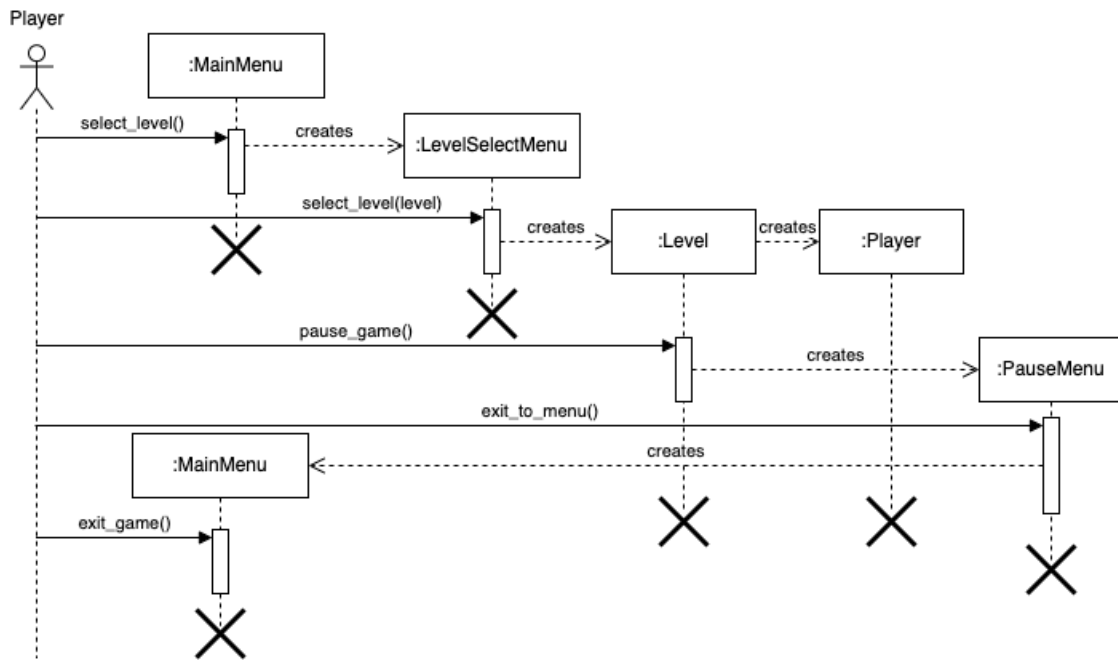 Player
:MainMenu
select_level()
creates
:LevelSelectMenu
select_level(level)
creates
:Level
creates
:Player
pause_game()
creates
:PauseMenu
exit_to_menu()
:MainMenu
creates
exit_game()